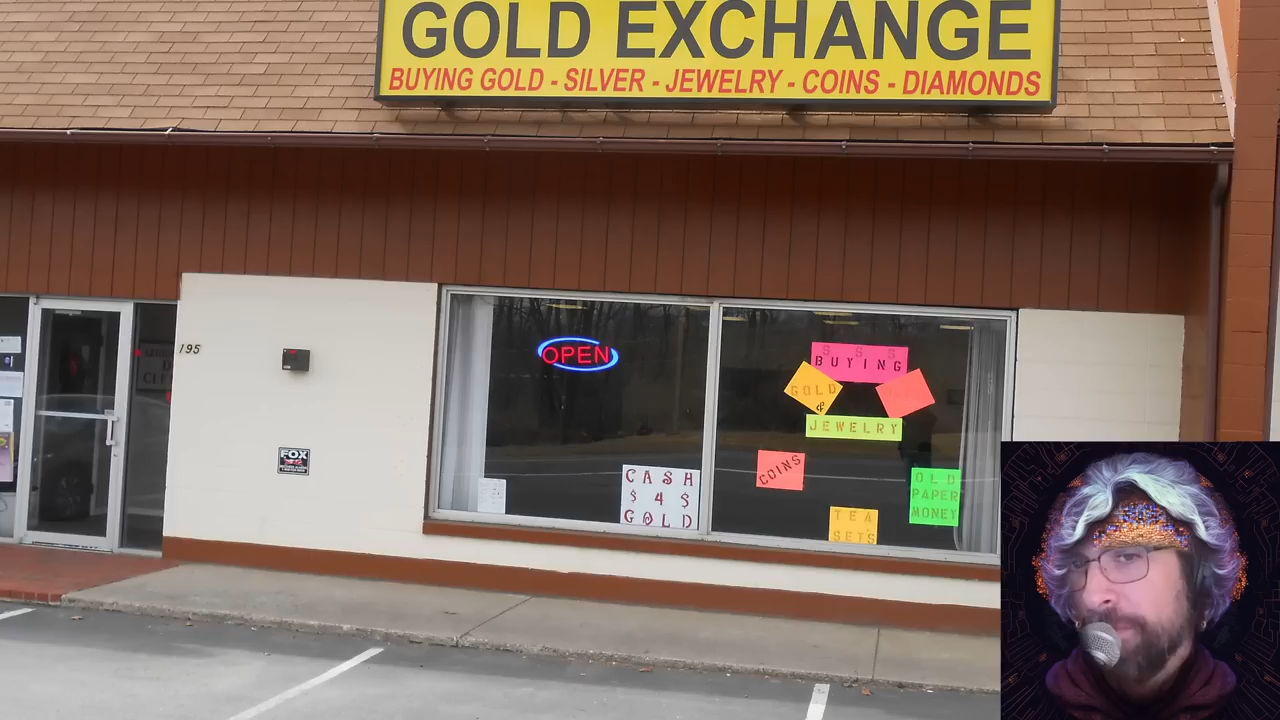 GOLD EXCHANGE
BUYING GOLD - SILVER - JEWELRY - COINS - DIAMONDS
195
OPEN
FOX
CASH
$ 4 $
GOLD
$ $ $
BUYING
GOLD
&
JEWELRY
COINS
TEA
SETS
OLD
PAPER
MONEY